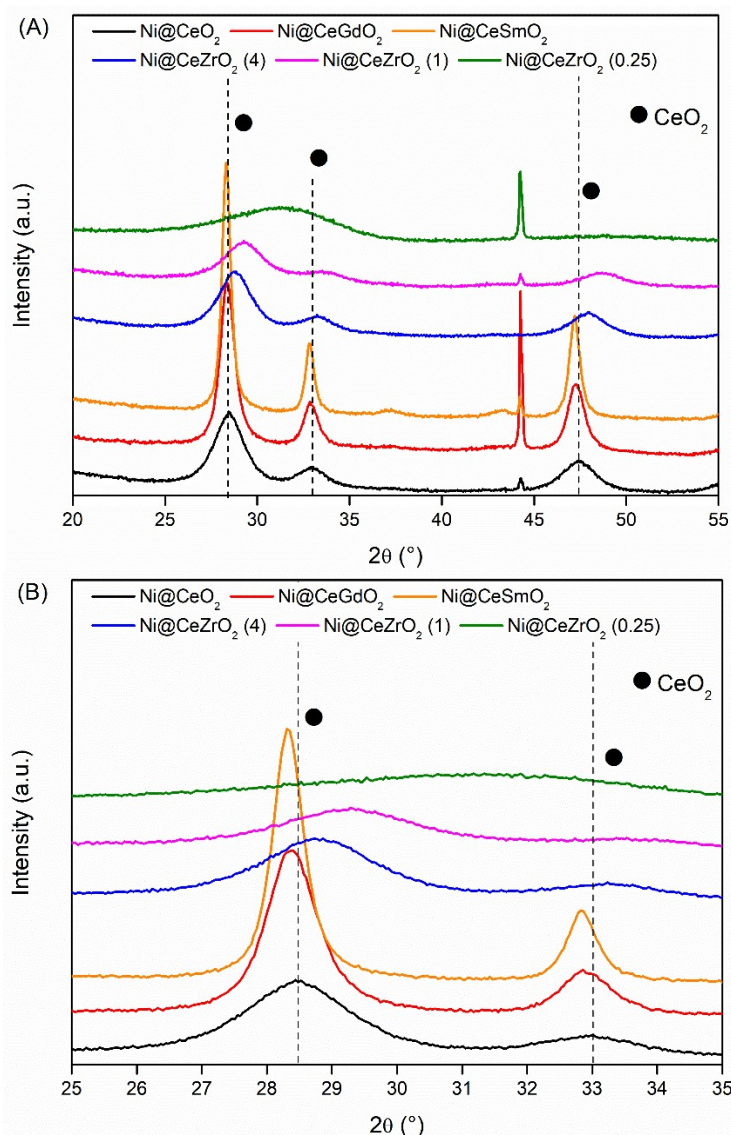 (A)
Ni@CeO₂ Ni@CeGdO₂ Ni@CeSmO₂
Ni@CeZrO₂ (4) Ni@CeZrO₂ (1) Ni@CeZrO₂ (0.25)
CeO₂
Intensity (a.u.)
20 25 30 35 40 45 50 55
2θ (°)
(B)
Ni@CeO₂ Ni@CeGdO₂ Ni@CeSmO₂
Ni@CeZrO₂ (4) Ni@CeZrO₂ (1) Ni@CeZrO₂ (0.25)
CeO₂
Intensity (a.u.)
25 26 27 28 29 30 31 32 33 34 35
2θ (°)